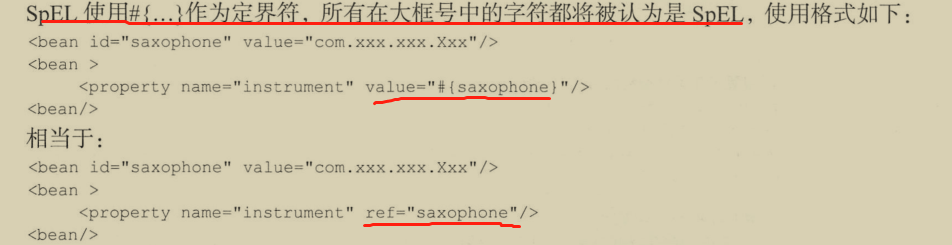 SpEL 使用#{...}作为定界符，所有在大框号中的字符都将被认为是 SpEL，使用格式如下：
<bean id="saxophone" value="com.xxx.xxx.Xxx"/>
<bean >
<property name="instrument" value="#{saxophone}"/>
<bean/>
相当于：
<bean id="saxophone" value="com.xxx.xxx.Xxx"/>
<bean >
<property name="instrument" ref="saxophone"/>
<bean/>